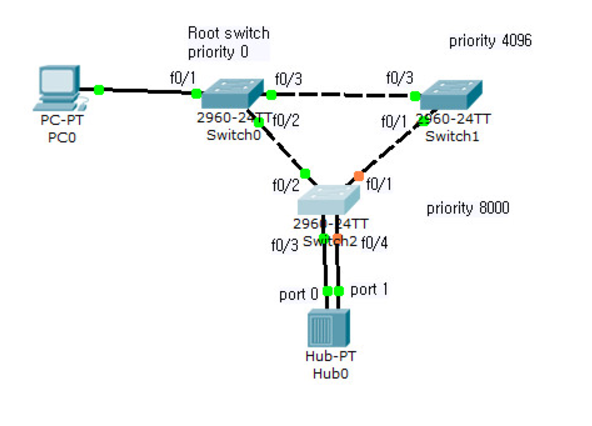 Root switch
priority 0
priority 4096
f0/1
f0/3
f0/3
PC-PT
PC0
2960-24TT
Switch0
f0/2
f0/1
2960-24TT
Switch1
f0/2
f0/1
priority 8000
2960-24TT
Switch2
f0/3
f0/4
port 0
port 1
Hub-PT
Hub0